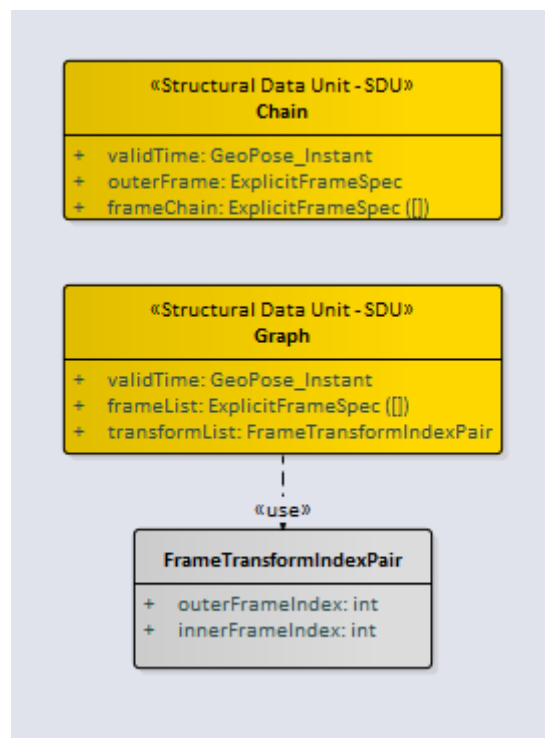 «Structural Data Unit - SDU»
Chain
+ validTime: GeoPose_Instant
+ outerFrame: ExplicitFrameSpec
+ frameChain: ExplicitFrameSpec ([])
«Structural Data Unit - SDU»
Graph
+ validTime: GeoPose_Instant
+ frameList: ExplicitFrameSpec ([])
+ transformList: FrameTransformIndexPair
«use»
FrameTransformIndexPair
+ outerFrameIndex: int
+ innerFrameIndex: int